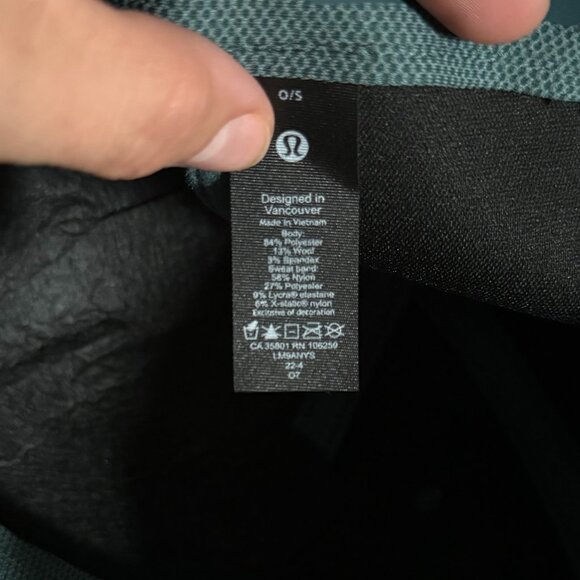 O/S
Designed in
Vancouver
Made in Vietnam
Body:
84% Polyester
13% Wool
3% Spandex
Sweat band:
58% Nylon
27% Polyester
9% Lycra® elastane
6% X-static® nylon
Exclusive of decoration
CA 35801 RN 106259
LM9ANYS
22-4
07